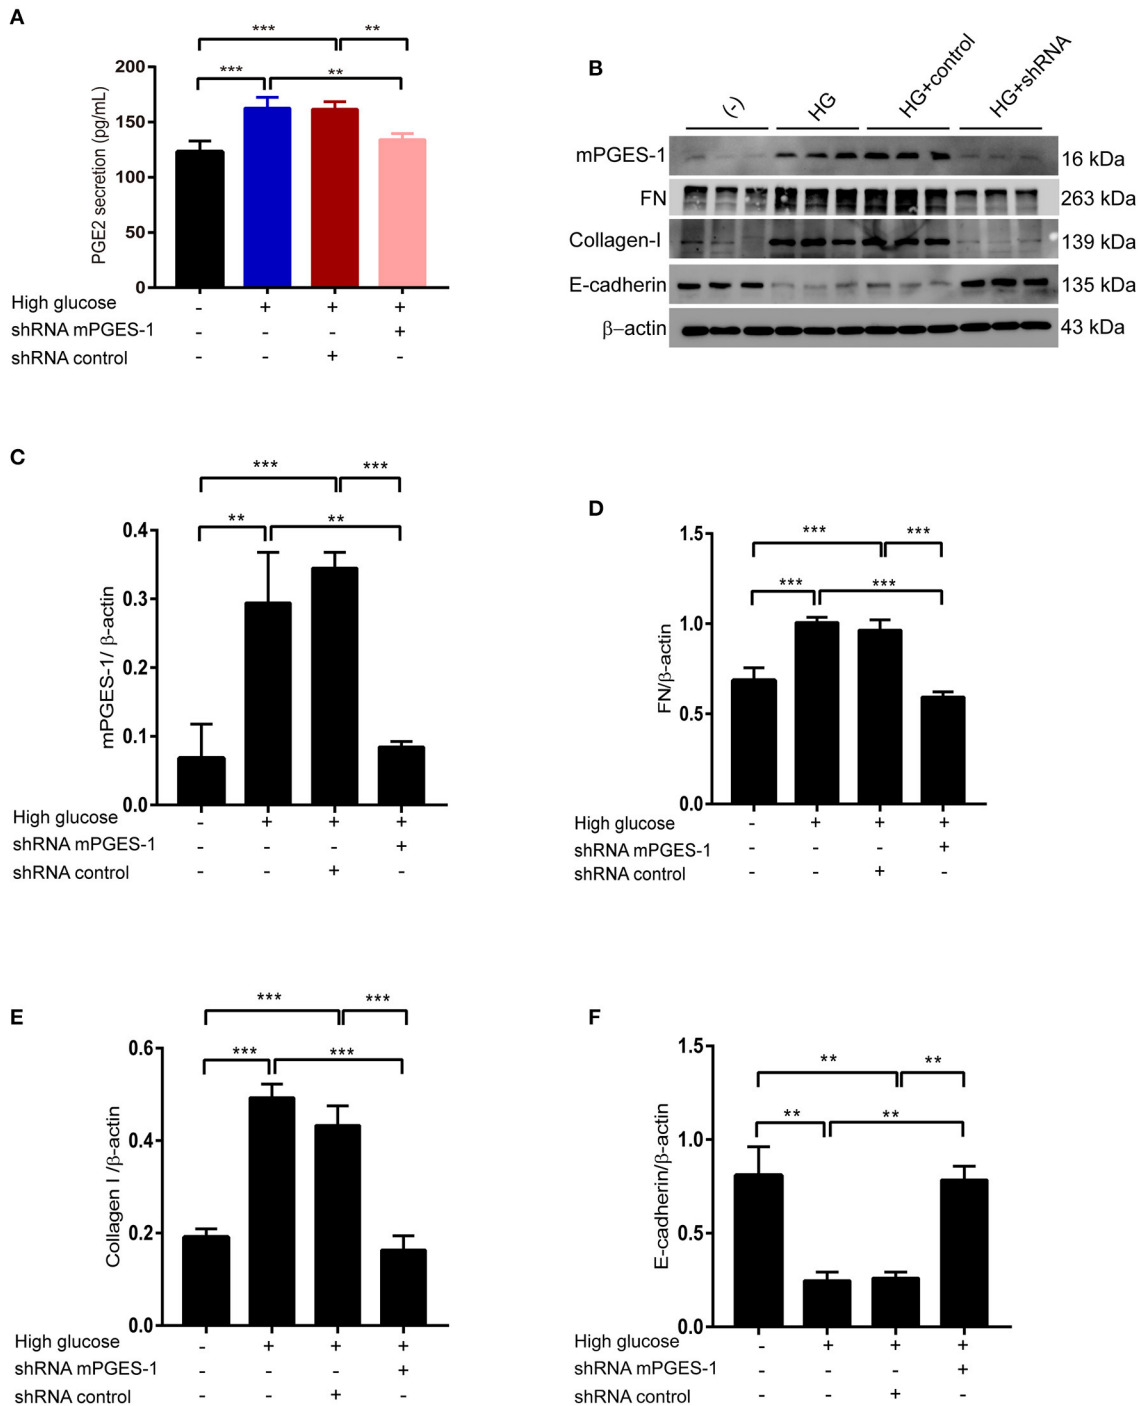 A
*** **
*** **
200
150
100
50
0
PGE2 secretion (pg/mL)
High glucose - + + +
shRNA mPGES-1 - - - +
shRNA control - - + -
B
(-) HG HG+control HG+shRNA
mPGES-1 16 kDa
FN 263 kDa
Collagen-I 139 kDa
E-cadherin 135 kDa
β-actin 43 kDa
C
*** ***
** **
0.4
0.3
0.2
0.1
0.0
mPGES-1/ β-actin
High glucose - + + +
shRNA mPGES-1 - - - +
shRNA control - - + -
D
*** ***
*** ***
1.5
1.0
0.5
0.0
FN/β-actin
High glucose - + + +
shRNA mPGES-1 - - - +
shRNA control - - + -
E
*** ***
*** ***
0.6
0.4
0.2
0.0
Collagen I /β-actin
High glucose - + + +
shRNA mPGES-1 - - - +
shRNA control - - + -
F
** **
** **
1.5
1.0
0.5
0.0
E-cadherin/β-actin
High glucose - + + +
shRNA mPGES-1 - - - +
shRNA control - - + -